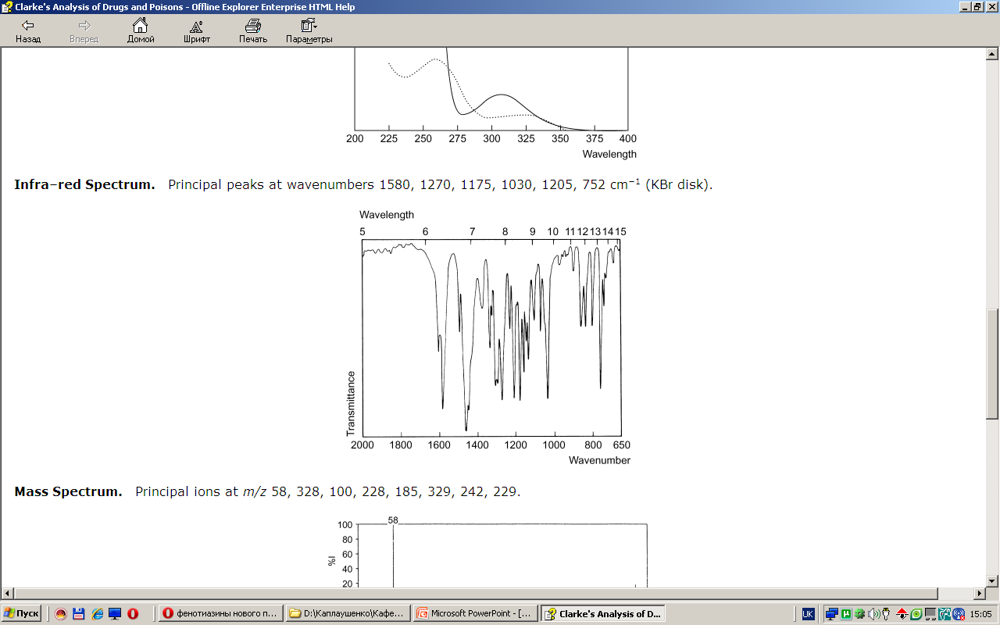 Clarke's Analysis of Drugs and Poisons - Offline Explorer Enterprise HTML Help
Назад Вперед Домой Шрифт Печать Параметры
200 225 250 275 300 325 350 375 400
Wavelength
Infra–red Spectrum. Principal peaks at wavenumbers 1580, 1270, 1175, 1030, 1205, 752 cm⁻¹ (KBr disk).
Wavelength
5 6 7 8 9 10 11 12 13 14 15
Transmittance
2000 1800 1600 1400 1200 1000 800 650
Wavenumber
Mass Spectrum. Principal ions at m/z 58, 328, 100, 228, 185, 329, 242, 229.
58
100
80
60
40
20
%I
Пуск фенотиазины нового п... D:\Каплаушенко\Кафе... Microsoft PowerPoint - [... Clarke's Analysis of D... UK 15:05